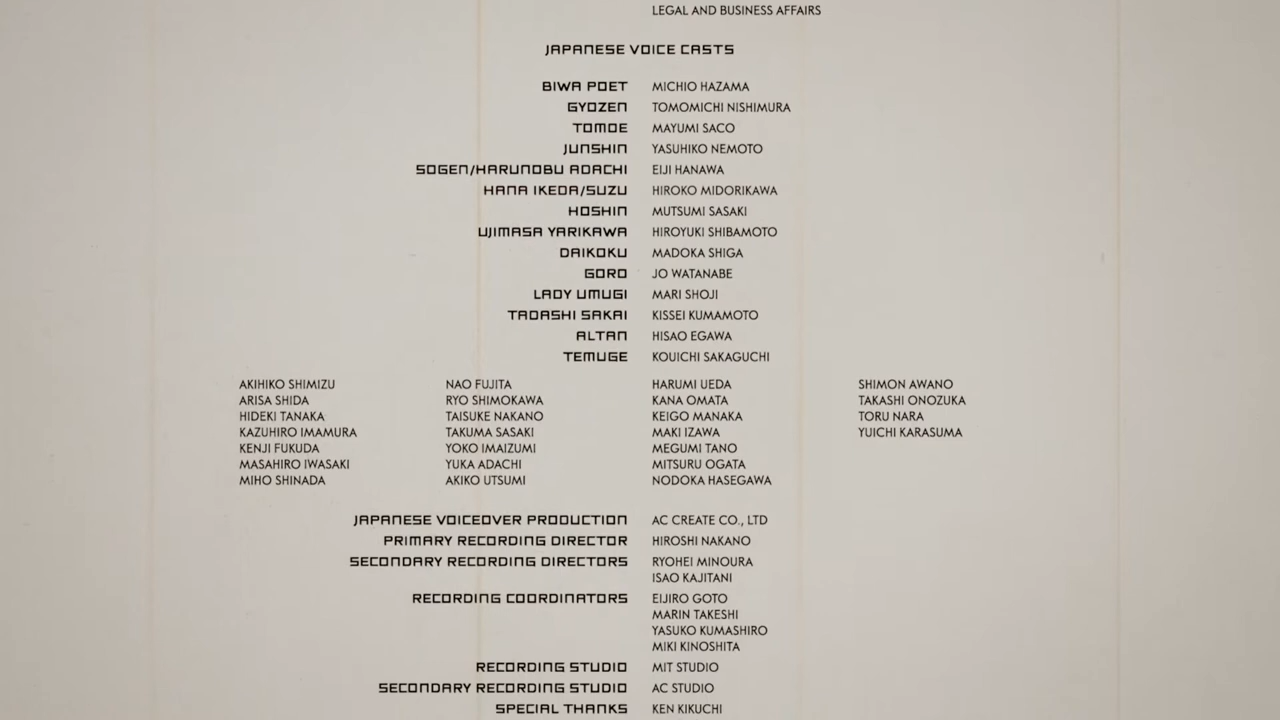 LEGAL AND BUSINESS AFFAIRS
JAPANESE VOICE CASTS
BIWA POET MICHIO HAZAMA
GYOZEN TOMOMICHI NISHIMURA
TOMOE MAYUMI SACO
JUNSHIN YASUHIKO NEMOTO
SOGEN/HARUNOBU ADACHI EIJI HANAWA
HANA IKEDA/SUZU HIROKO MIDORIKAWA
HOSHIN MUTSUMI SASAKI
UJIMASA YARIKAWA HIROYUKI SHIBAMOTO
DAIKOKU MADOKA SHIGA
GORO JO WATANABE
LADY UMUGI MARI SHOJI
TADASHI SAKAI KISSEI KUMAMOTO
ALTAN HISAO EGAWA
TEMUGE KOUICHI SAKAGUCHI
AKIHIKO SHIMIZU NAO FUJITA HARUMI UEDA SHIMON AWANO
ARISA SHIDA RYO SHIMOKAWA KANA OMATA TAKASHI ONOZUKA
HIDEKI TANAKA TAISUKE NAKANO KEIGO MANAKA TORU NARA
KAZUHIRO IMAMURA TAKUMA SASAKI MAKI IZAWA YUICHI KARASUMA
KENJI FUKUDA YOKO IMAIZUMI MEGUMI TANO
MASAHIRO IWASAKI YUKA ADACHI MITSURU OGATA
MIHO SHINADA AKIKO UTSUMI NODOKA HASEGAWA
JAPANESE VOICEOVER PRODUCTION AC CREATE CO., LTD
PRIMARY RECORDING DIRECTOR HIROSHI NAKANO
SECONDARY RECORDING DIRECTORS RYOHEI MINOURA
ISAO KAJITANI
RECORDING COORDINATORS EIJIRO GOTO
MARIN TAKESHI
YASUKO KUMASHIRO
MIKI KINOSHITA
RECORDING STUDIO MIT STUDIO
SECONDARY RECORDING STUDIO AC STUDIO
SPECIAL THANKS KEN KIKUCHI